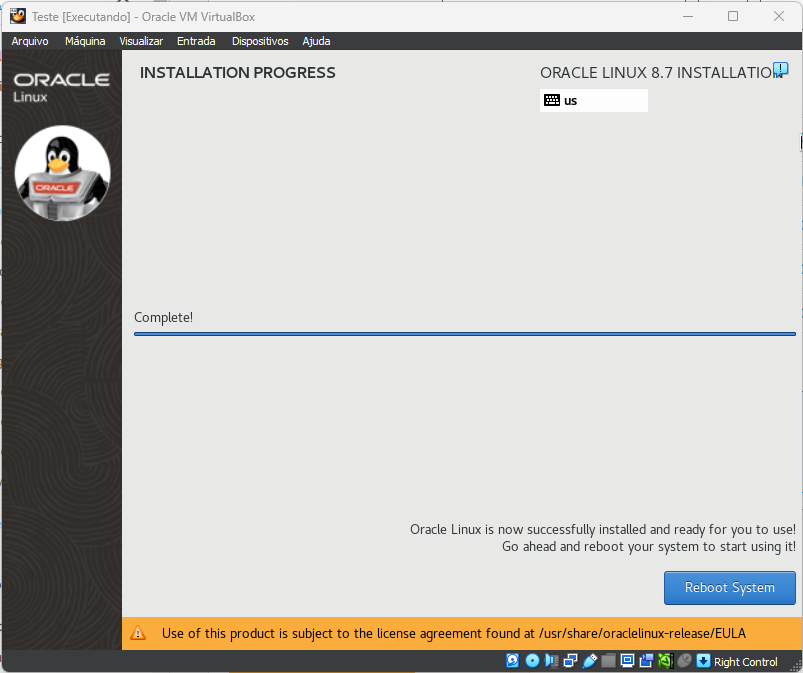 Teste [Executando] - Oracle VM VirtualBox
Arquivo Máquina Visualizar Entrada Dispositivos Ajuda
ORACLE
Linux
ORACLE
INSTALLATION PROGRESS
ORACLE LINUX 8.7 INSTALLATION
us
Complete!
Oracle Linux is now successfully installed and ready for you to use!
Go ahead and reboot your system to start using it!
Reboot System
Use of this product is subject to the license agreement found at /usr/share/oraclelinux-release/EULA
Right Control